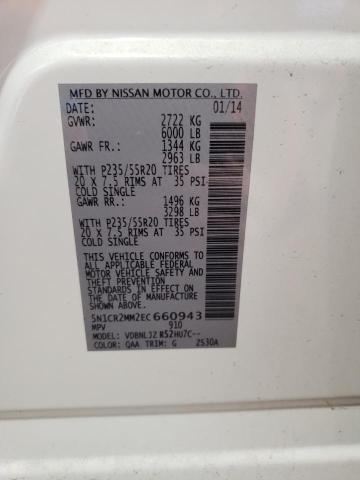 MFD BY NISSAN MOTOR CO., LTD.
DATE: 01/14
GVWR: 2722 KG
6000 LB
GAWR FR.: 1344 KG
2963 LB
WITH P235/55R20 TIRES
20 X 7.5 RIMS AT 35 PSI
COLD SINGLE
GAWR RR.: 1496 KG
3298 LB
WITH P235/55R20 TIRES
20 X 7.5 RIMS AT 35 PSI
COLD SINGLE
THIS VEHICLE CONFORMS TO
ALL APPLICABLE FEDERAL
MOTOR VEHICLE SAFETY
AND THEFT PREVENTION
STANDARDS IN EFFECT ON
THE DATE OF MANUFACTURE
SHOWN ABOVE.
5N1CR2MM2EC660943
MPV 910
MODEL: VDBNLJZ R52HU7C--
COLOR: QAA TRIM: G 2530A